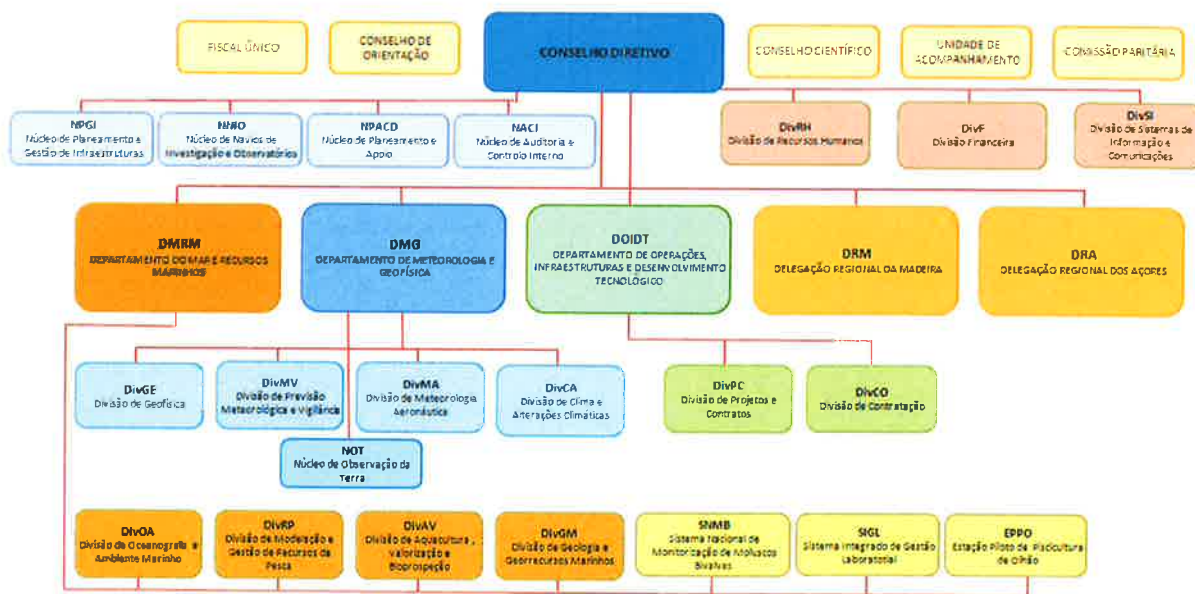 FISCAL ÚNICO
CONSELHO DE
ORIENTAÇÃO
CONSELHO DIRETIVO
CONSELHO CIENTÍFICO
UNIDADE DE
ACOMPANHAMENTO
COMISSÃO PARITÁRIA
NPGI
Núcleo de Planeamento e
Gestão de Infraestruturas
Núcleo de Navios de
Investigação e Observatórios
NPACD
Núcleo de Planeamento e
Apoio
NACI
Núcleo de Auditoria e
Controlo Interno
DivRH
Divisão de Recursos Humanos
DivF
Divisão Financeira
DivSI
Divisão de Sistemas de
Informação e
Comunicações
DMRM
DEPARTAMENTO DO MAR E RECURSOS
MARINHOS
DMG
DEPARTAMENTO DE METEOROLOGIA E
GEOFÍSICA
DOIDT
DEPARTAMENTO DE OPERAÇÕES,
INFRAESTRUTURAS E DESENVOLVIMENTO
TECNOLÓGICO
DRM
DELEGAÇÃO REGIONAL DA MADEIRA
DRA
DELEGAÇÃO REGIONAL DOS AÇORES
DivGE
Divisão de Geofísica
DivMV
Divisão de Previsão
Meteorológica e Vigilância
DivMA
Divisão de Meteorologia
Aeronáutica
DivCA
Divisão de Clima e
Alterações Climáticas
DivPC
Divisão de Projetos e
Contratos
DivCO
Divisão de Contratação
NOT
Núcleo de Observação da
Terra
DivOA
Divisão de Oceanografia e
Ambiente Marinho
DivRP
Divisão de Modelação e
Gestão de Recursos de
Pesca
DivAV
Divisão de Aquacultura,
Valorização e
Bioprospeção
DivGM
Divisão de Geologia e
Georrecursos Marinhos
SNMB
Sistema Nacional de
Monitorização de Moluscos
Bivalves
SIGL
Sistema Integrado de Gestão
Laboratorial
EPPO
Estação Piloto de Piscicultura
de Olhão